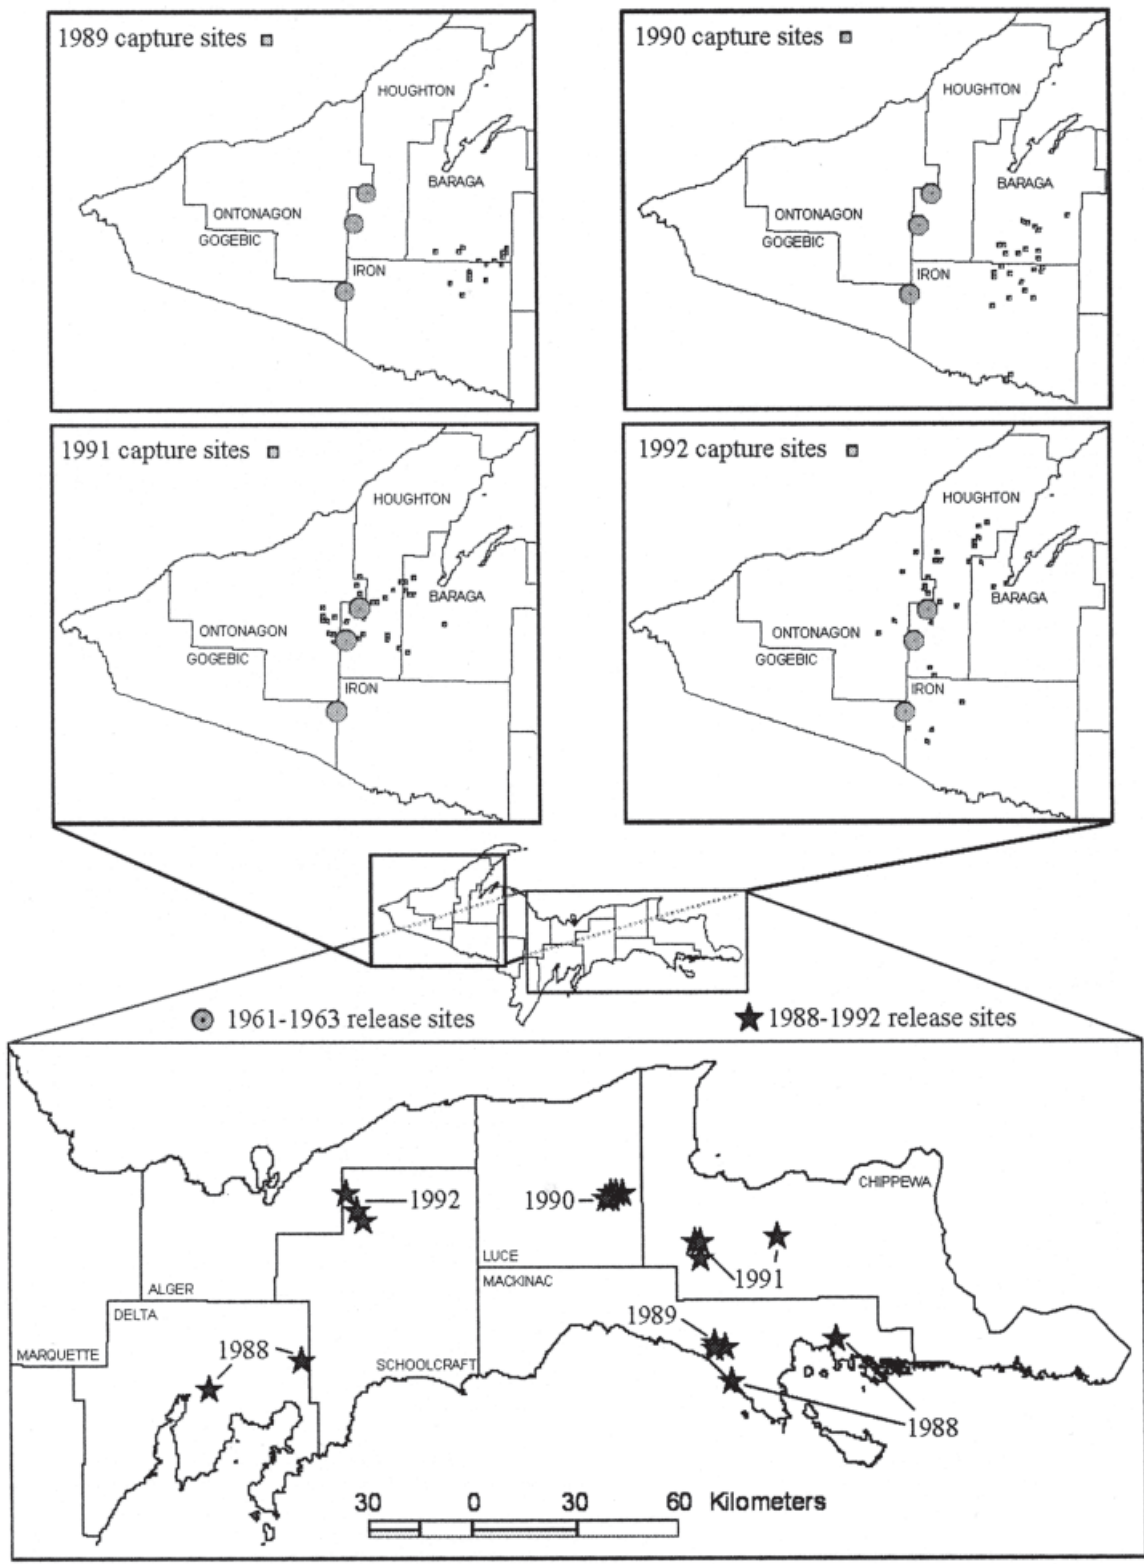 1989 capture sites
HOUGHTON
BARAGA
ONTONAGON
GOGEBIC
IRON
1990 capture sites
HOUGHTON
BARAGA
ONTONAGON
GOGEBIC
IRON
1991 capture sites
HOUGHTON
BARAGA
ONTONAGON
GOGEBIC
IRON
1992 capture sites
HOUGHTON
BARAGA
ONTONAGON
GOGEBIC
IRON
1961-1963 release sites
1988-1992 release sites
CHIPPEWA
1992
1990
LUCE
MACKINAC
1991
ALGER
DELTA
1989
MARQUETTE
1988
SCHOOLCRAFT
1988
30 0 30 60 Kilometers